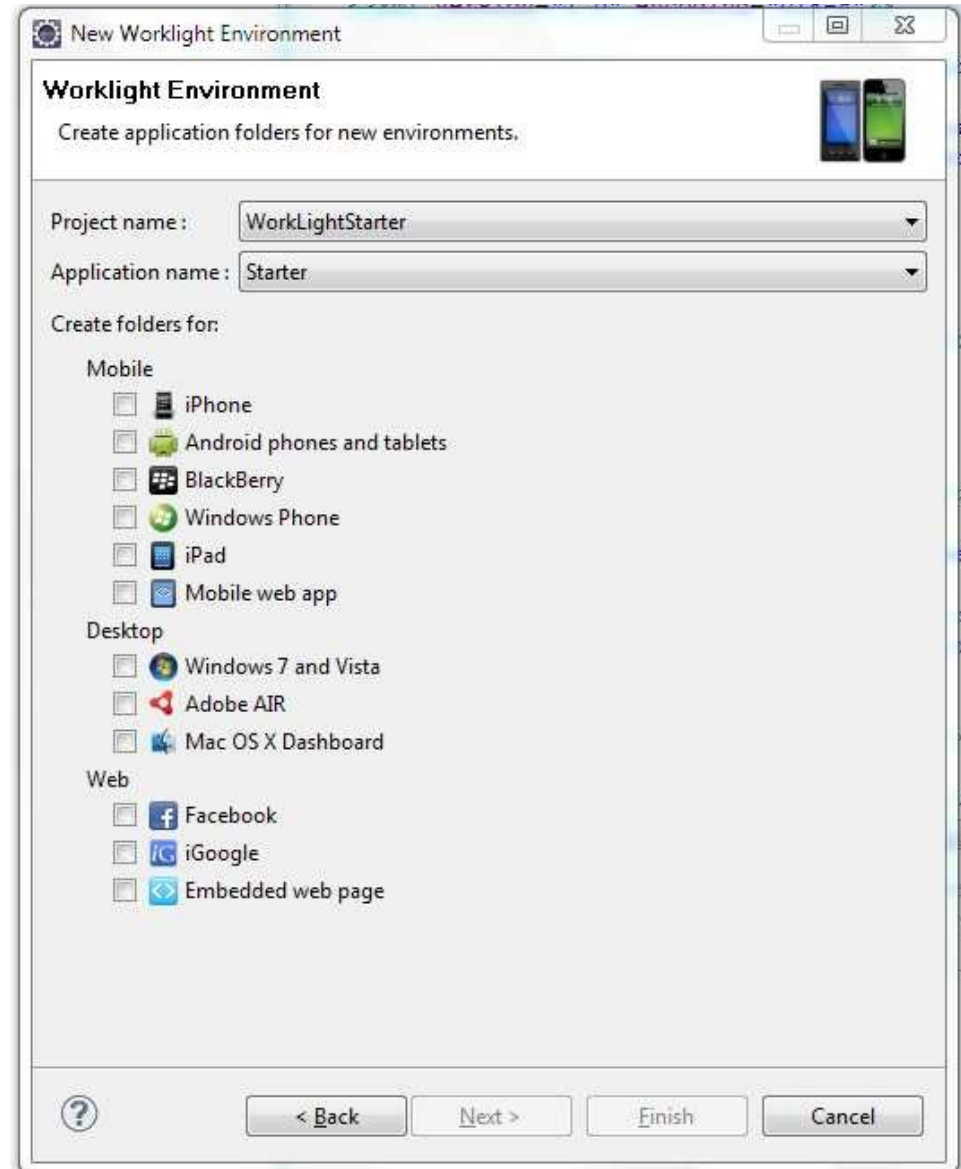 New Worklight Environment
Worklight Environment
Create application folders for new environments.
Project name: WorkLightStarter
Application name: Starter
Create folders for:
Mobile
iPhone
Android phones and tablets
BlackBerry
Windows Phone
iPad
Mobile web app
Desktop
Windows 7 and Vista
Adobe AIR
Mac OS X Dashboard
Web
Facebook
iGoogle
Embedded web page
< Back Next > Finish Cancel